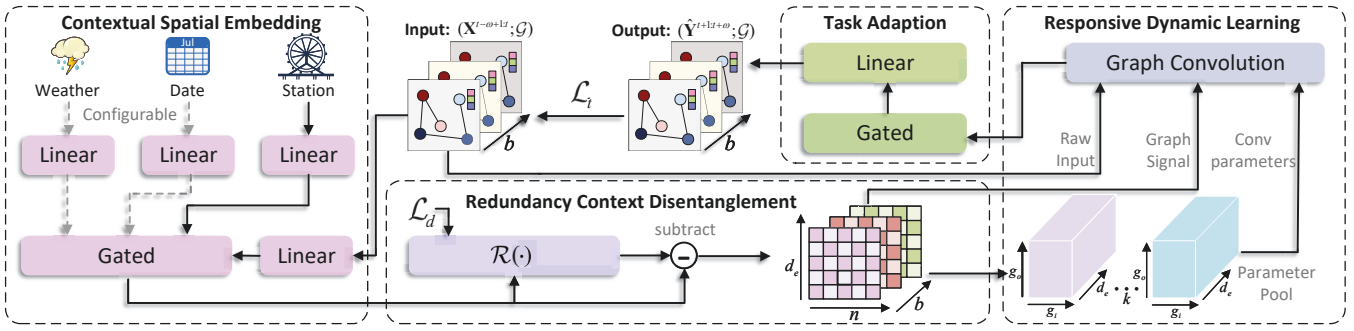 Contextual Spatial Embedding
Jul
Weather
Date
Station
Configurable
Linear
Linear
Linear
Gated
Linear
Input: (X^{t−ω+1:t};𝒢)
b
ℒ_t
Output: (Ŷ^{t+1:t+ω};𝒢)
b
Task Adaption
Linear
Gated
Redundancy Context Disentanglement
ℒ_d
ℛ(·)
subtract
−
d_e
n
b
Responsive Dynamic Learning
Graph Convolution
Raw
Input
Graph
Signal
Conv
parameters
g_o
g_i
d_e
...
k
g_o
g_i
d_e
Parameter
Pool